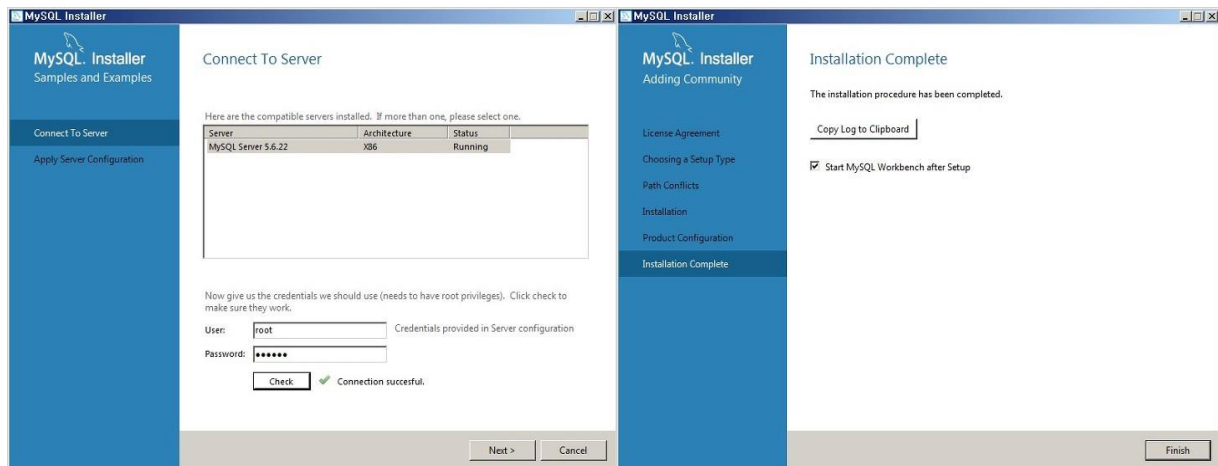 MySQL Installer
MySQL. Installer
Samples and Examples
Connect To Server
Apply Server Configuration
Connect To Server
Here are the compatible servers installed. If more than one, please select one.
Server Architecture Status
MySQL Server 5.6.22 X86 Running
Now give us the credentials we should use (needs to have root privileges). Click check to
make sure they work.
User: root Credentials provided in Server configuration
Password: ●●●●●●
Check Connection succesful.
Next > Cancel
MySQL Installer
MySQL. Installer
Adding Community
License Agreement
Choosing a Setup Type
Path Conflicts
Installation
Product Configuration
Installation Complete
Installation Complete
The installation procedure has been completed.
Copy Log to Clipboard
Start MySQL Workbench after Setup
Finish